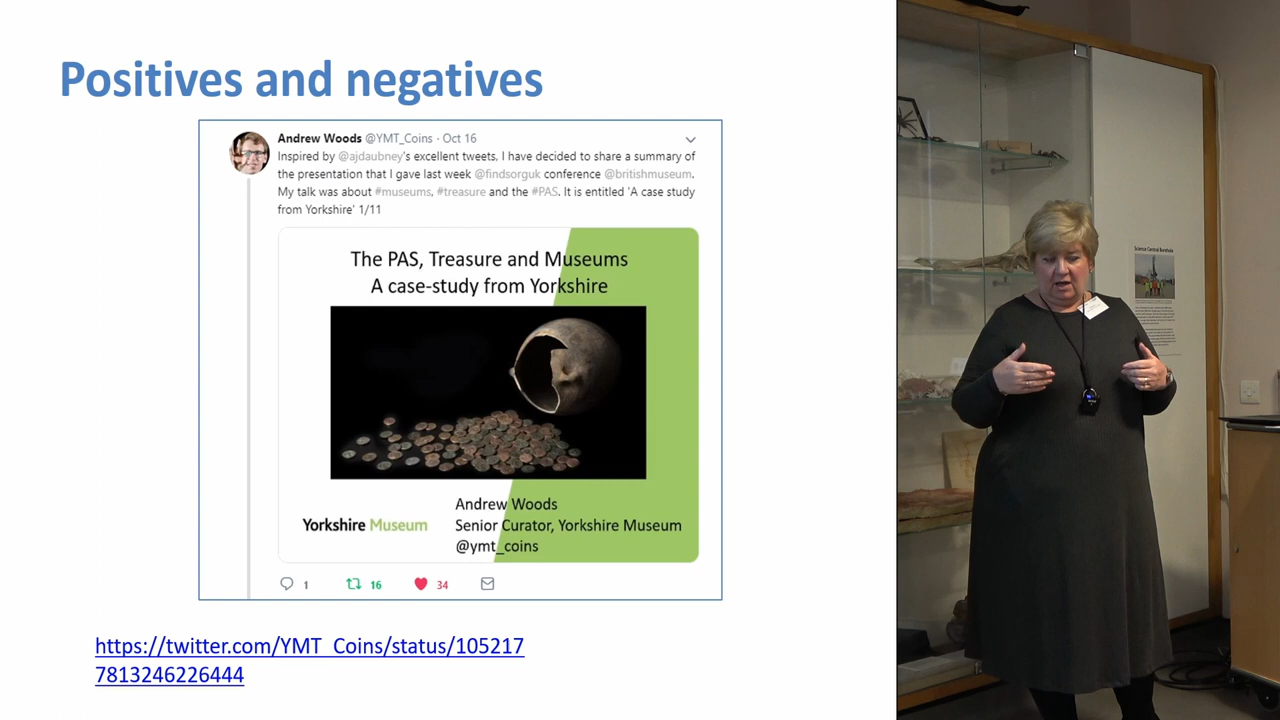 Positives and negatives
Andrew Woods @YMT_Coins · Oct 16
Inspired by @ajdaubney's excellent tweets, I have decided to share a summary of
the presentation that I gave last week @findsorguk conference @britishmuseum.
My talk was about #museums, #treasure and the #PAS. It is entitled 'A case study
from Yorkshire' 1/11
The PAS, Treasure and Museums
A case-study from Yorkshire
Yorkshire Museum
Andrew Woods
Senior Curator, Yorkshire Museum
@ymt_coins
1 16 34
https://twitter.com/YMT_Coins/status/105217
7813246226444
Science Central Borehole